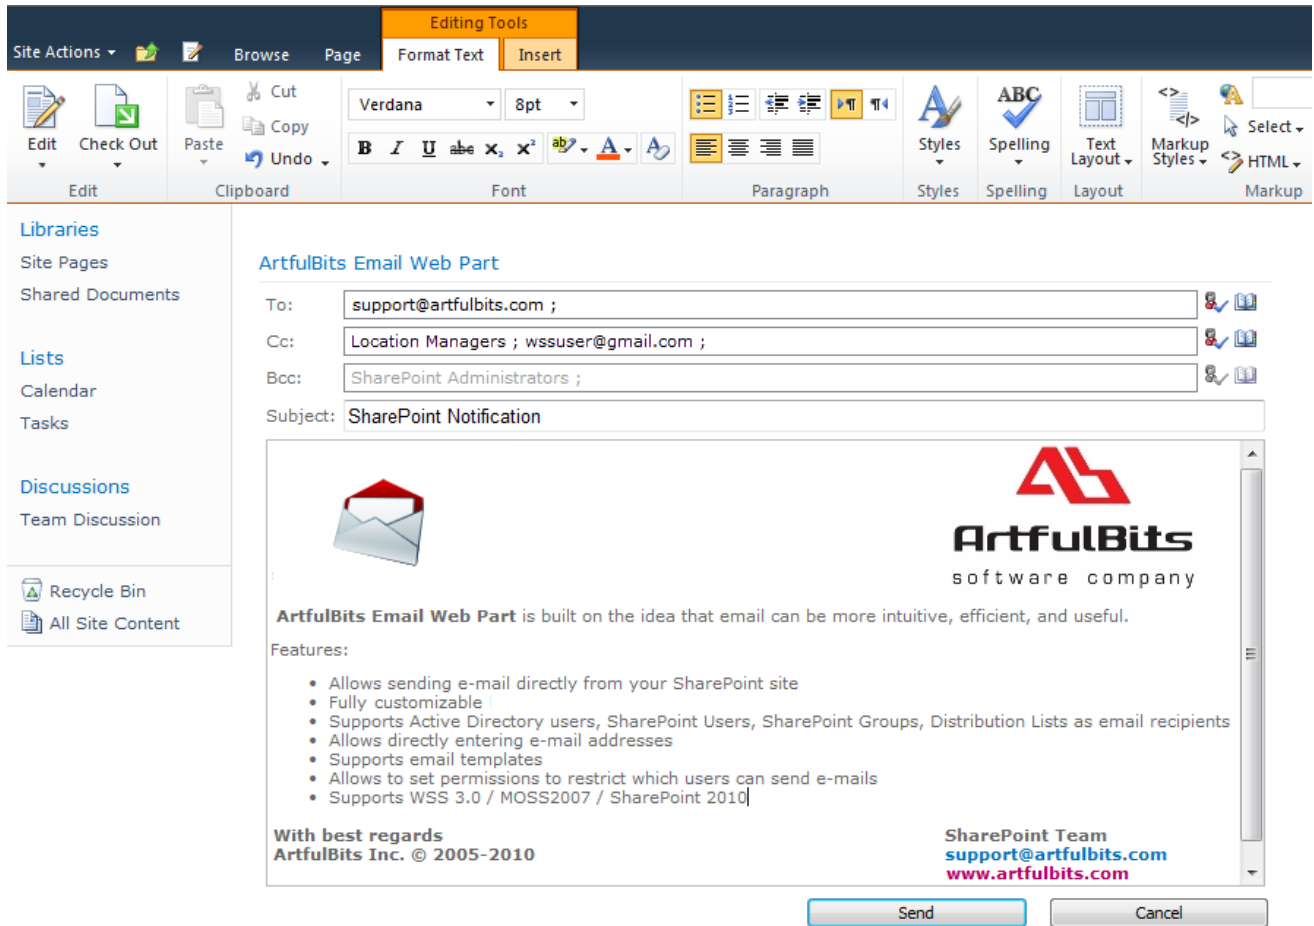 Editing Tools
Site Actions Browse Page Format Text Insert
Cut
Copy
Undo
Edit Check Out Paste
Verdana 8pt
B I U abc x₂ x² ab A A
Styles
ABC
Spelling
Text Layout
Markup Styles
Select
HTML
Edit Clipboard Font Paragraph Styles Spelling Layout Markup
Libraries
Site Pages
Shared Documents
Lists
Calendar
Tasks
Discussions
Team Discussion
Recycle Bin
All Site Content
ArtfulBits Email Web Part
To: support@artfulbits.com ;
Cc: Location Managers ; wssuser@gmail.com ;
Bcc: SharePoint Administrators ;
Subject: SharePoint Notification
ArtfulBits
software company
ArtfulBits Email Web Part is built on the idea that email can be more intuitive, efficient, and useful.
Features:
• Allows sending e-mail directly from your SharePoint site
• Fully customizable
• Supports Active Directory users, SharePoint Users, SharePoint Groups, Distribution Lists as email recipients
• Allows directly entering e-mail addresses
• Supports email templates
• Allows to set permissions to restrict which users can send e-mails
• Supports WSS 3.0 / MOSS2007 / SharePoint 2010
With best regards
ArtfulBits Inc. © 2005-2010
SharePoint Team
support@artfulbits.com
www.artfulbits.com
Send Cancel